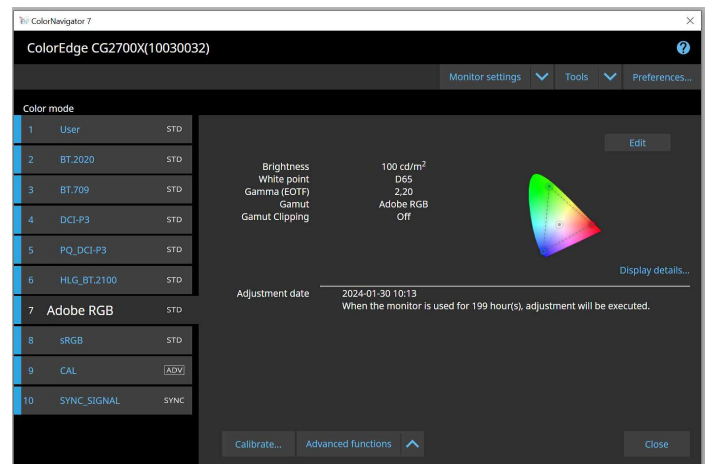 ColorNavigator 7
ColorEdge CG2700X(10030032)
Monitor settings Tools Preferences...
Color mode
1 User STD
2 BT.2020 STD
3 BT.709 STD
4 DCI-P3 STD
5 PQ_DCI-P3 STD
6 HLG_BT.2100 STD
7 Adobe RGB STD
8 sRGB STD
9 CAL ADV
10 SYNC_SIGNAL SYNC
Edit
Brightness 100 cd/m²
White point D65
Gamma (EOTF) 2,20
Gamut Adobe RGB
Gamut Clipping Off
Display details...
Adjustment date 2024-01-30 10:13
When the monitor is used for 199 hour(s), adjustment will be executed.
Calibrate... Advanced functions Close